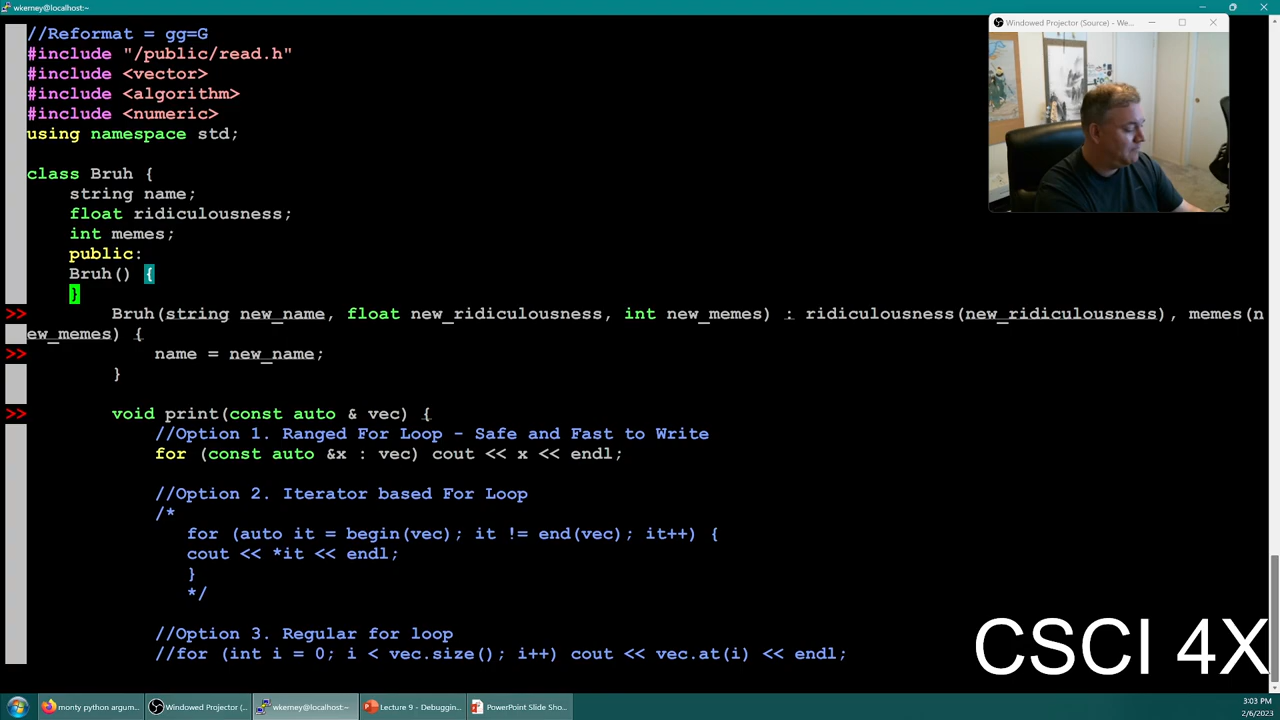 wkerney@localhost:~
//Reformat = gg=G
#include "/public/read.h"
#include <vector>
#include <algorithm>
#include <numeric>
using namespace std;
class Bruh {
string name;
float ridiculousness;
int memes;
public:
Bruh() {
}
>> Bruh(string new_name, float new_ridiculousness, int new_memes) : ridiculousness(new_ridiculousness), memes(n
ew_memes) {
>> name = new_name;
}
>> void print(const auto & vec) {
//Option 1. Ranged For Loop - Safe and Fast to Write
for (const auto &x : vec) cout << x << endl;
//Option 2. Iterator based For Loop
/*
for (auto it = begin(vec); it != end(vec); it++) {
cout << *it << endl;
}
*/
//Option 3. Regular for loop
//for (int i = 0; i < vec.size(); i++) cout << vec.at(i) << endl;
Windowed Projector (Source) - We...
CSCI 4X
monty python argum...
Windowed Projector (...
wkerney@localhost:~
Lecture 9 - Debuggin...
PowerPoint Slide Sho...
3:03 PM
2/6/2023